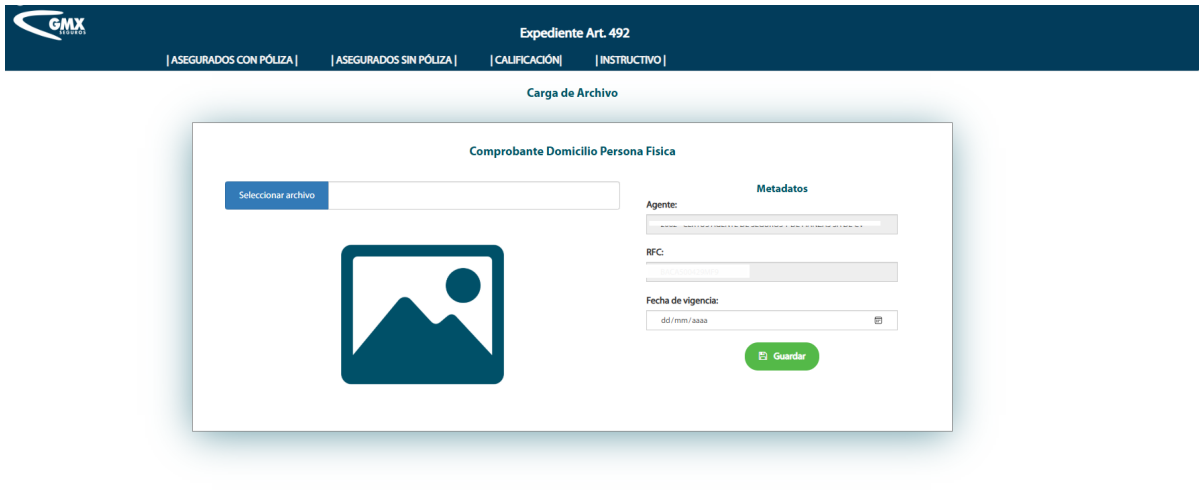 GMX
SEGUROS
Expediente Art. 492
| ASEGURADOS CON PÓLIZA |
| ASEGURADOS SIN PÓLIZA |
| CALIFICACIÓN|
| INSTRUCTIVO |
Carga de Archivo
Comprobante Domicilio Persona Fisica
Seleccionar archivo
Metadatos
Agente:
RFC:
Fecha de vigencia:
dd/mm/aaaa
Guardar